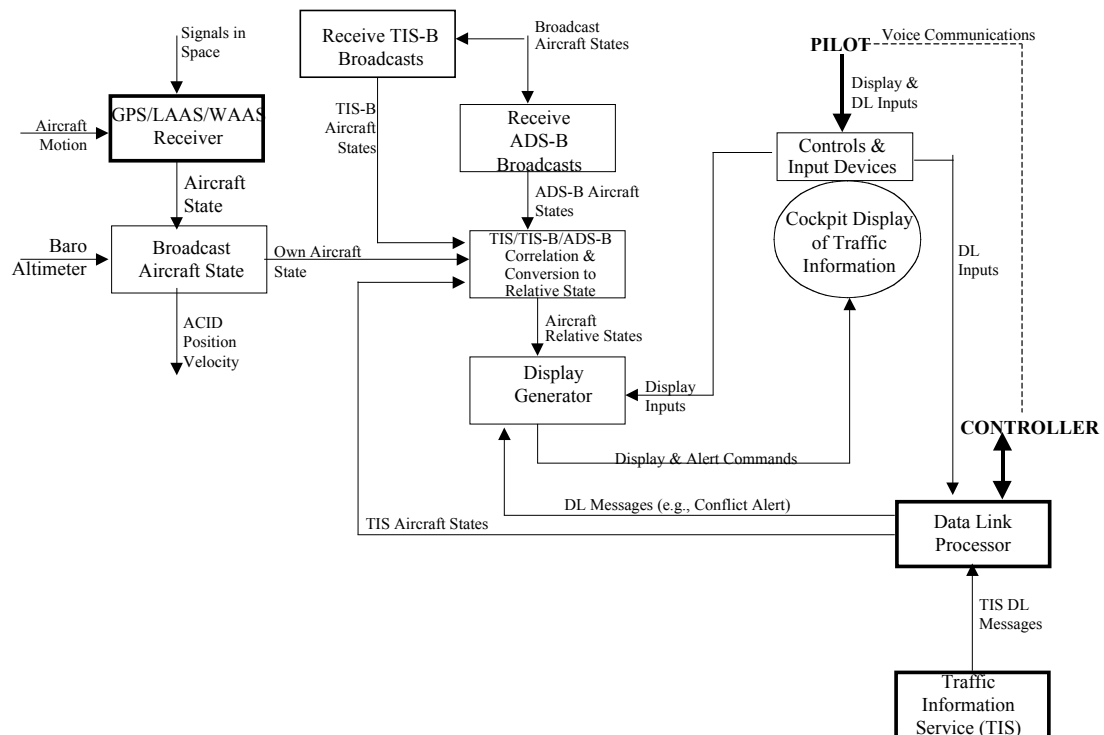 Signals in
Space
GPS/LAAS/WAAS
Receiver
Aircraft
Motion
Aircraft
State
Baro
Altimeter
Broadcast
Aircraft State
ACID
Position
Velocity
Own Aircraft
State
Receive TIS-B
Broadcasts
Broadcast
Aircraft States
TIS-B
Aircraft
States
Receive
ADS-B
Broadcasts
ADS-B Aircraft
States
TIS/TIS-B/ADS-B
Correlation &
Conversion to
Relative State
Aircraft
Relative States
Display
Generator
Display
Inputs
Display & Alert Commands
DL Messages (e.g., Conflict Alert)
TIS Aircraft States
PILOT
Voice Communications
Display &
DL Inputs
Controls &
Input Devices
Cockpit Display
of Traffic
Information
DL
Inputs
CONTROLLER
Data Link
Processor
TIS DL
Messages
Traffic
Information
Service (TIS)